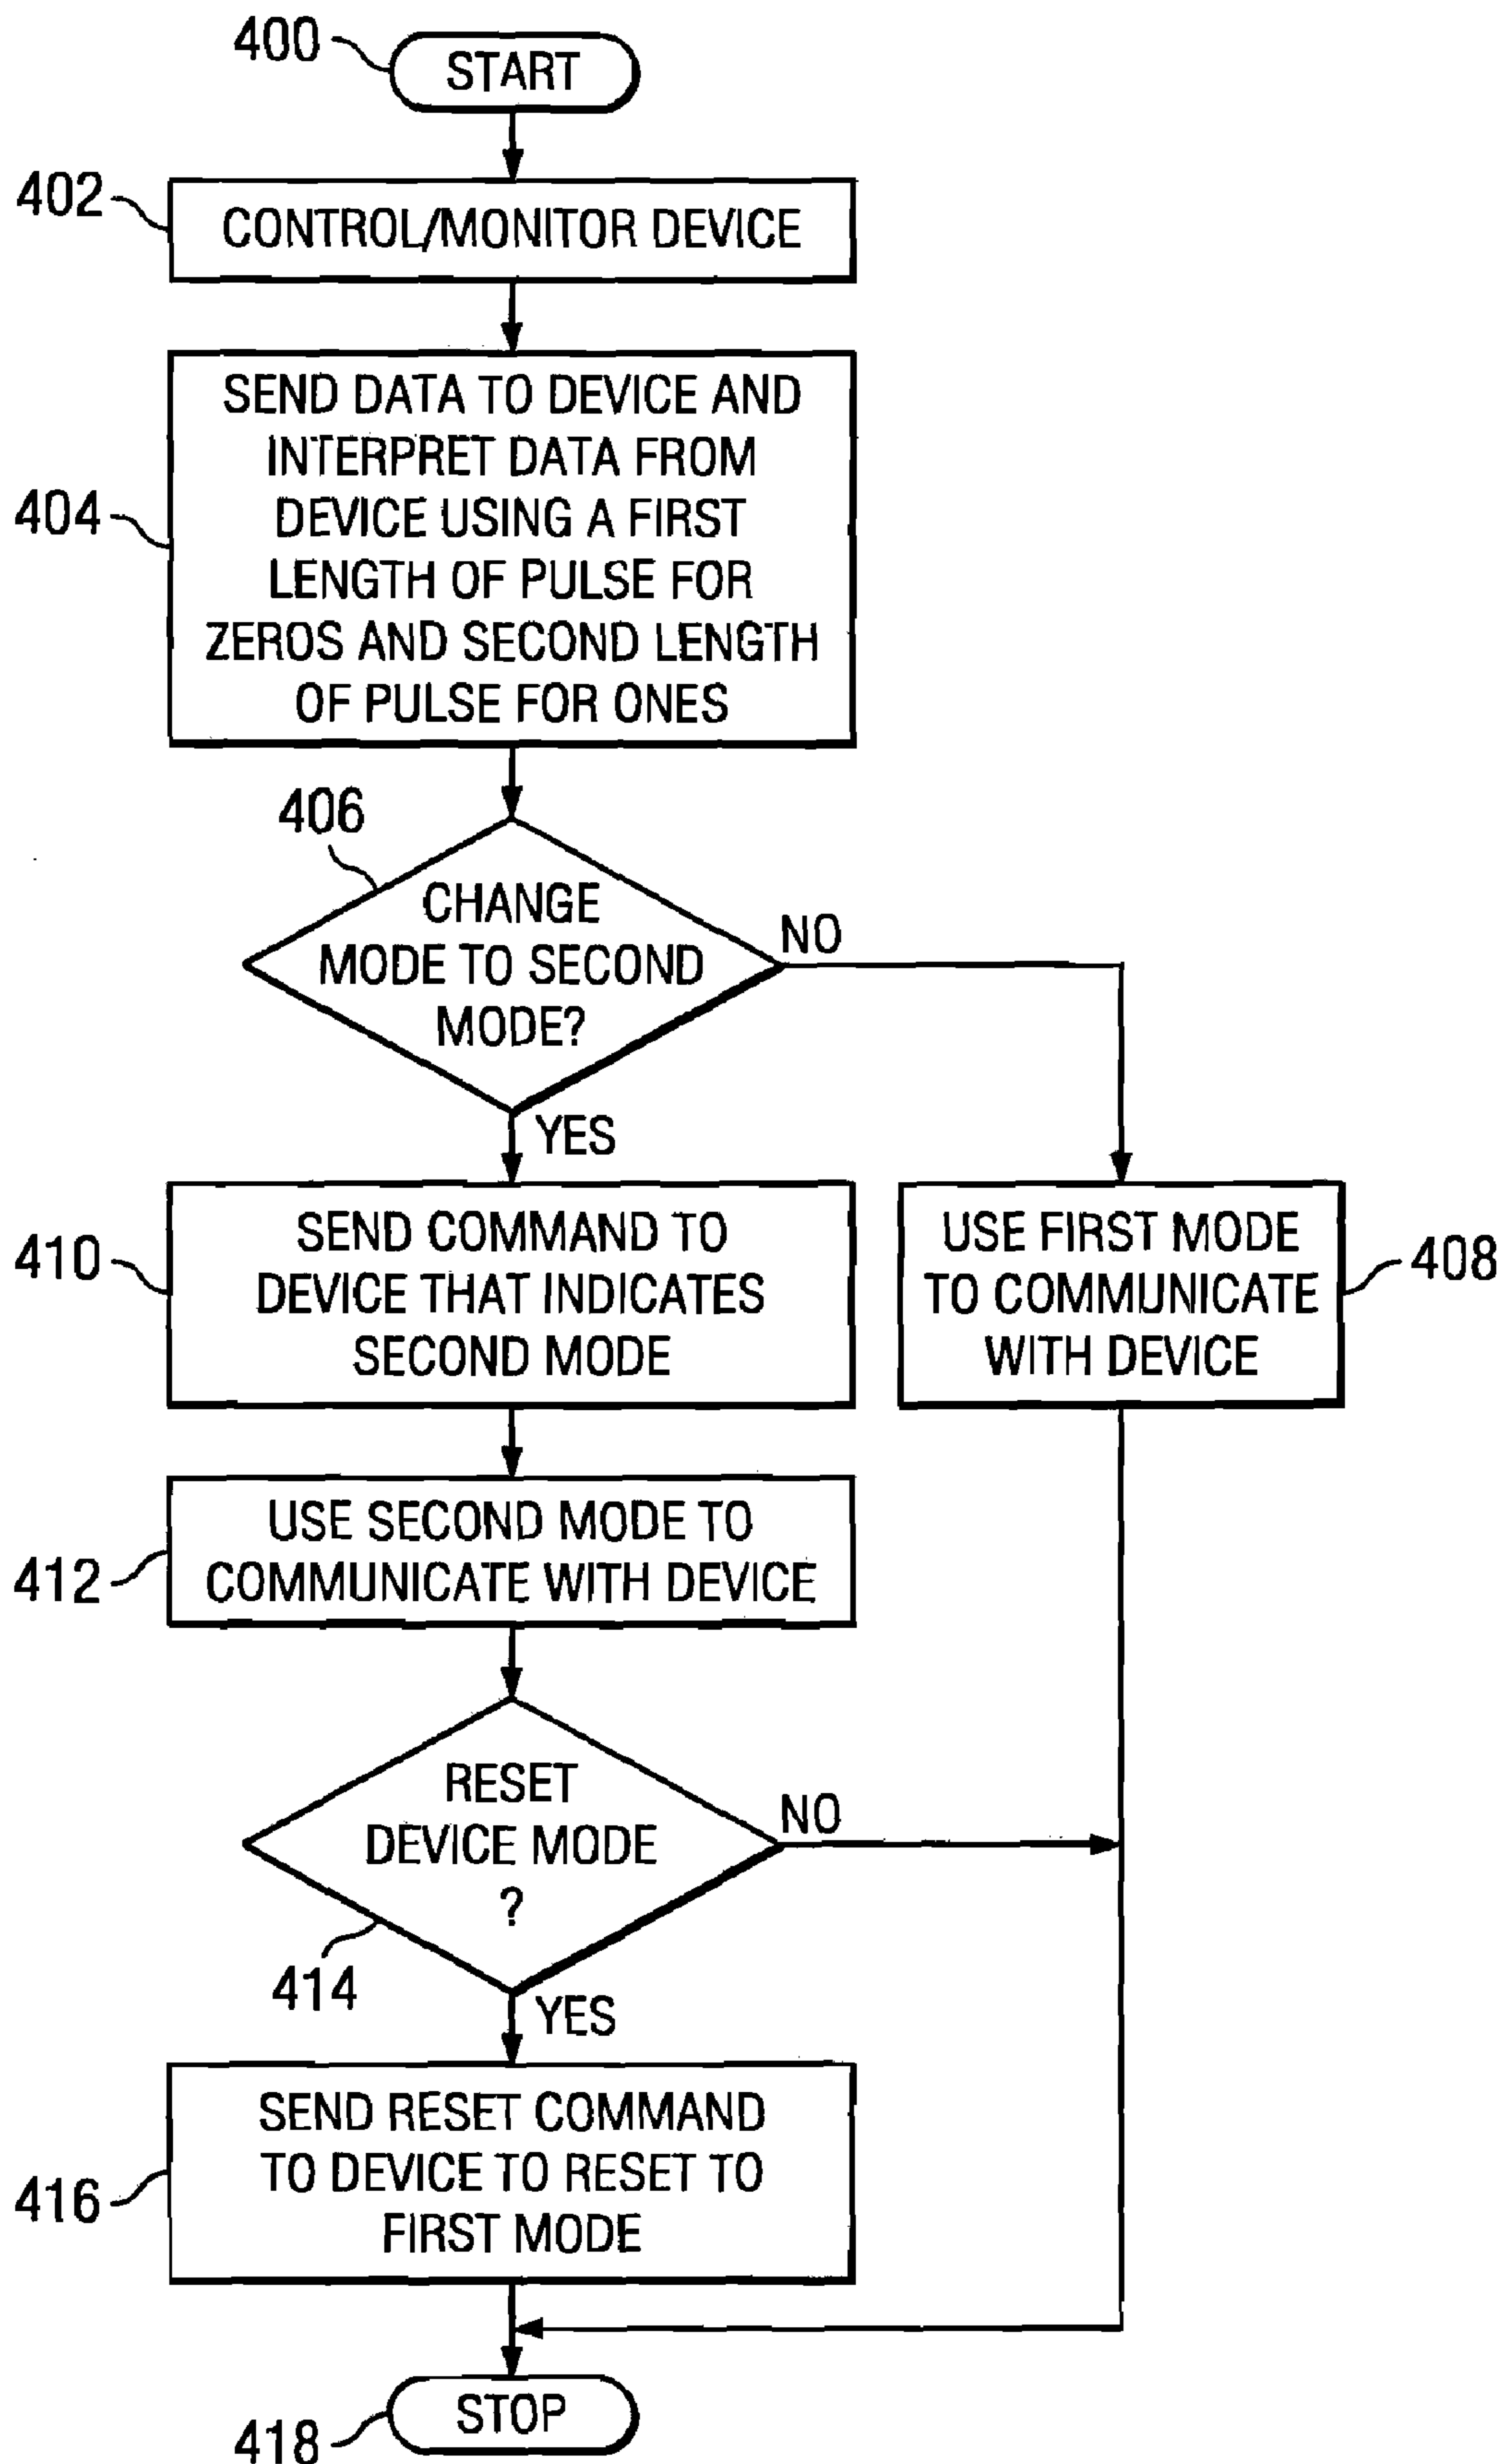 400
START
402
CONTROL/MONITOR DEVICE
404
SEND DATA TO DEVICE AND
INTERPRET DATA FROM
DEVICE USING A FIRST
LENGTH OF PULSE FOR
ZEROS AND SECOND LENGTH
OF PULSE FOR ONES
406
CHANGE
MODE TO SECOND
MODE?
NO
YES
410
SEND COMMAND TO
DEVICE THAT INDICATES
SECOND MODE
USE FIRST MODE
TO COMMUNICATE
WITH DEVICE
408
412
USE SECOND MODE TO
COMMUNICATE WITH DEVICE
RESET
DEVICE MODE
?
NO
414
YES
416
SEND RESET COMMAND
TO DEVICE TO RESET TO
FIRST MODE
STOP
418